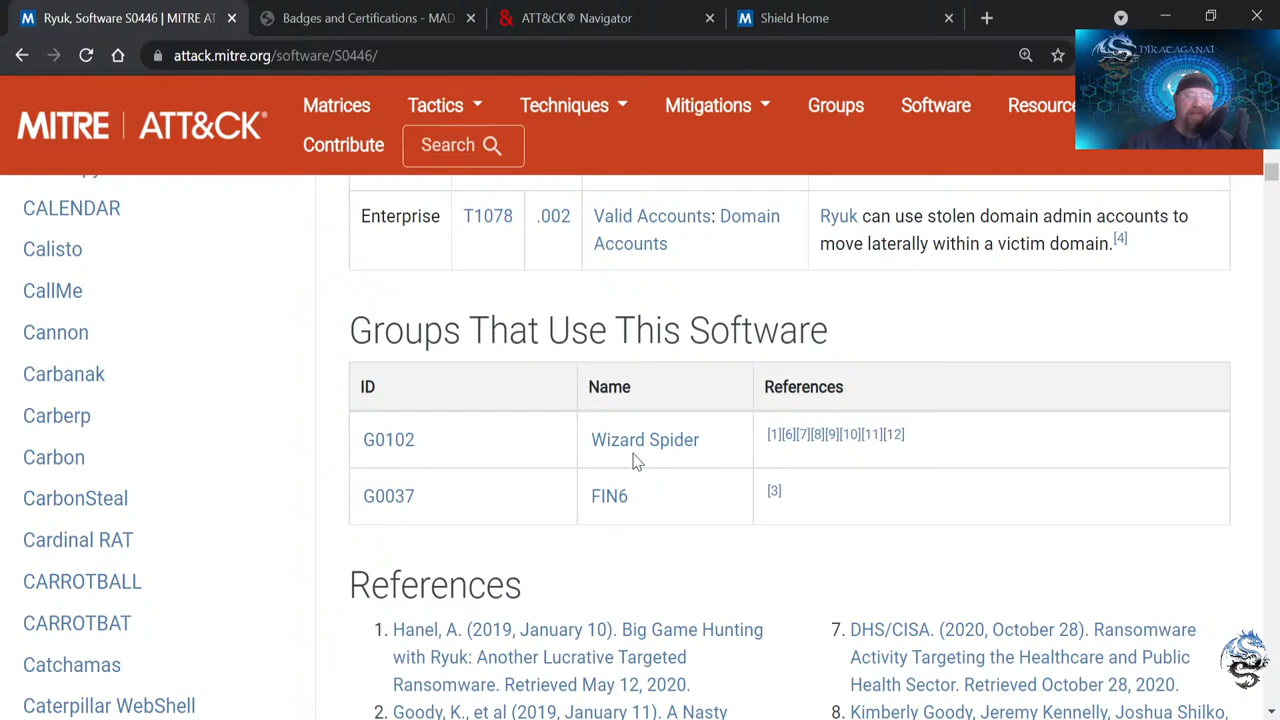 Ryuk, Software S0446 | MITRE AT
Badges and Certifications - MAD
ATT&CK® Navigator
Shield Home
attack.mitre.org/software/S0446/
HIKATAGANAI
MITRE | ATT&CK®
Matrices
Tactics
Techniques
Mitigations
Groups
Software
Resourc
Contribute
Search
CALENDAR
Calisto
CallMe
Cannon
Carbanak
Carberp
Carbon
CarbonSteal
Cardinal RAT
CARROTBALL
CARROTBAT
Catchamas
Caterpillar WebShell
Enterprise T1078 .002 Valid Accounts: Domain Ryuk can use stolen domain admin accounts to
Accounts move laterally within a victim domain.[4]
Groups That Use This Software
ID Name References
G0102 Wizard Spider [1][6][7][8][9][10][11][12]
G0037 FIN6 [3]
References
1. Hanel, A. (2019, January 10). Big Game Hunting
with Ryuk: Another Lucrative Targeted
Ransomware. Retrieved May 12, 2020.
2. Goody, K., et al (2019, January 11). A Nasty
7. DHS/CISA. (2020, October 28). Ransomware
Activity Targeting the Healthcare and Public
Health Sector. Retrieved October 28, 2020.
8. Kimberly Goody, Jeremy Kennelly, Joshua Shilko,